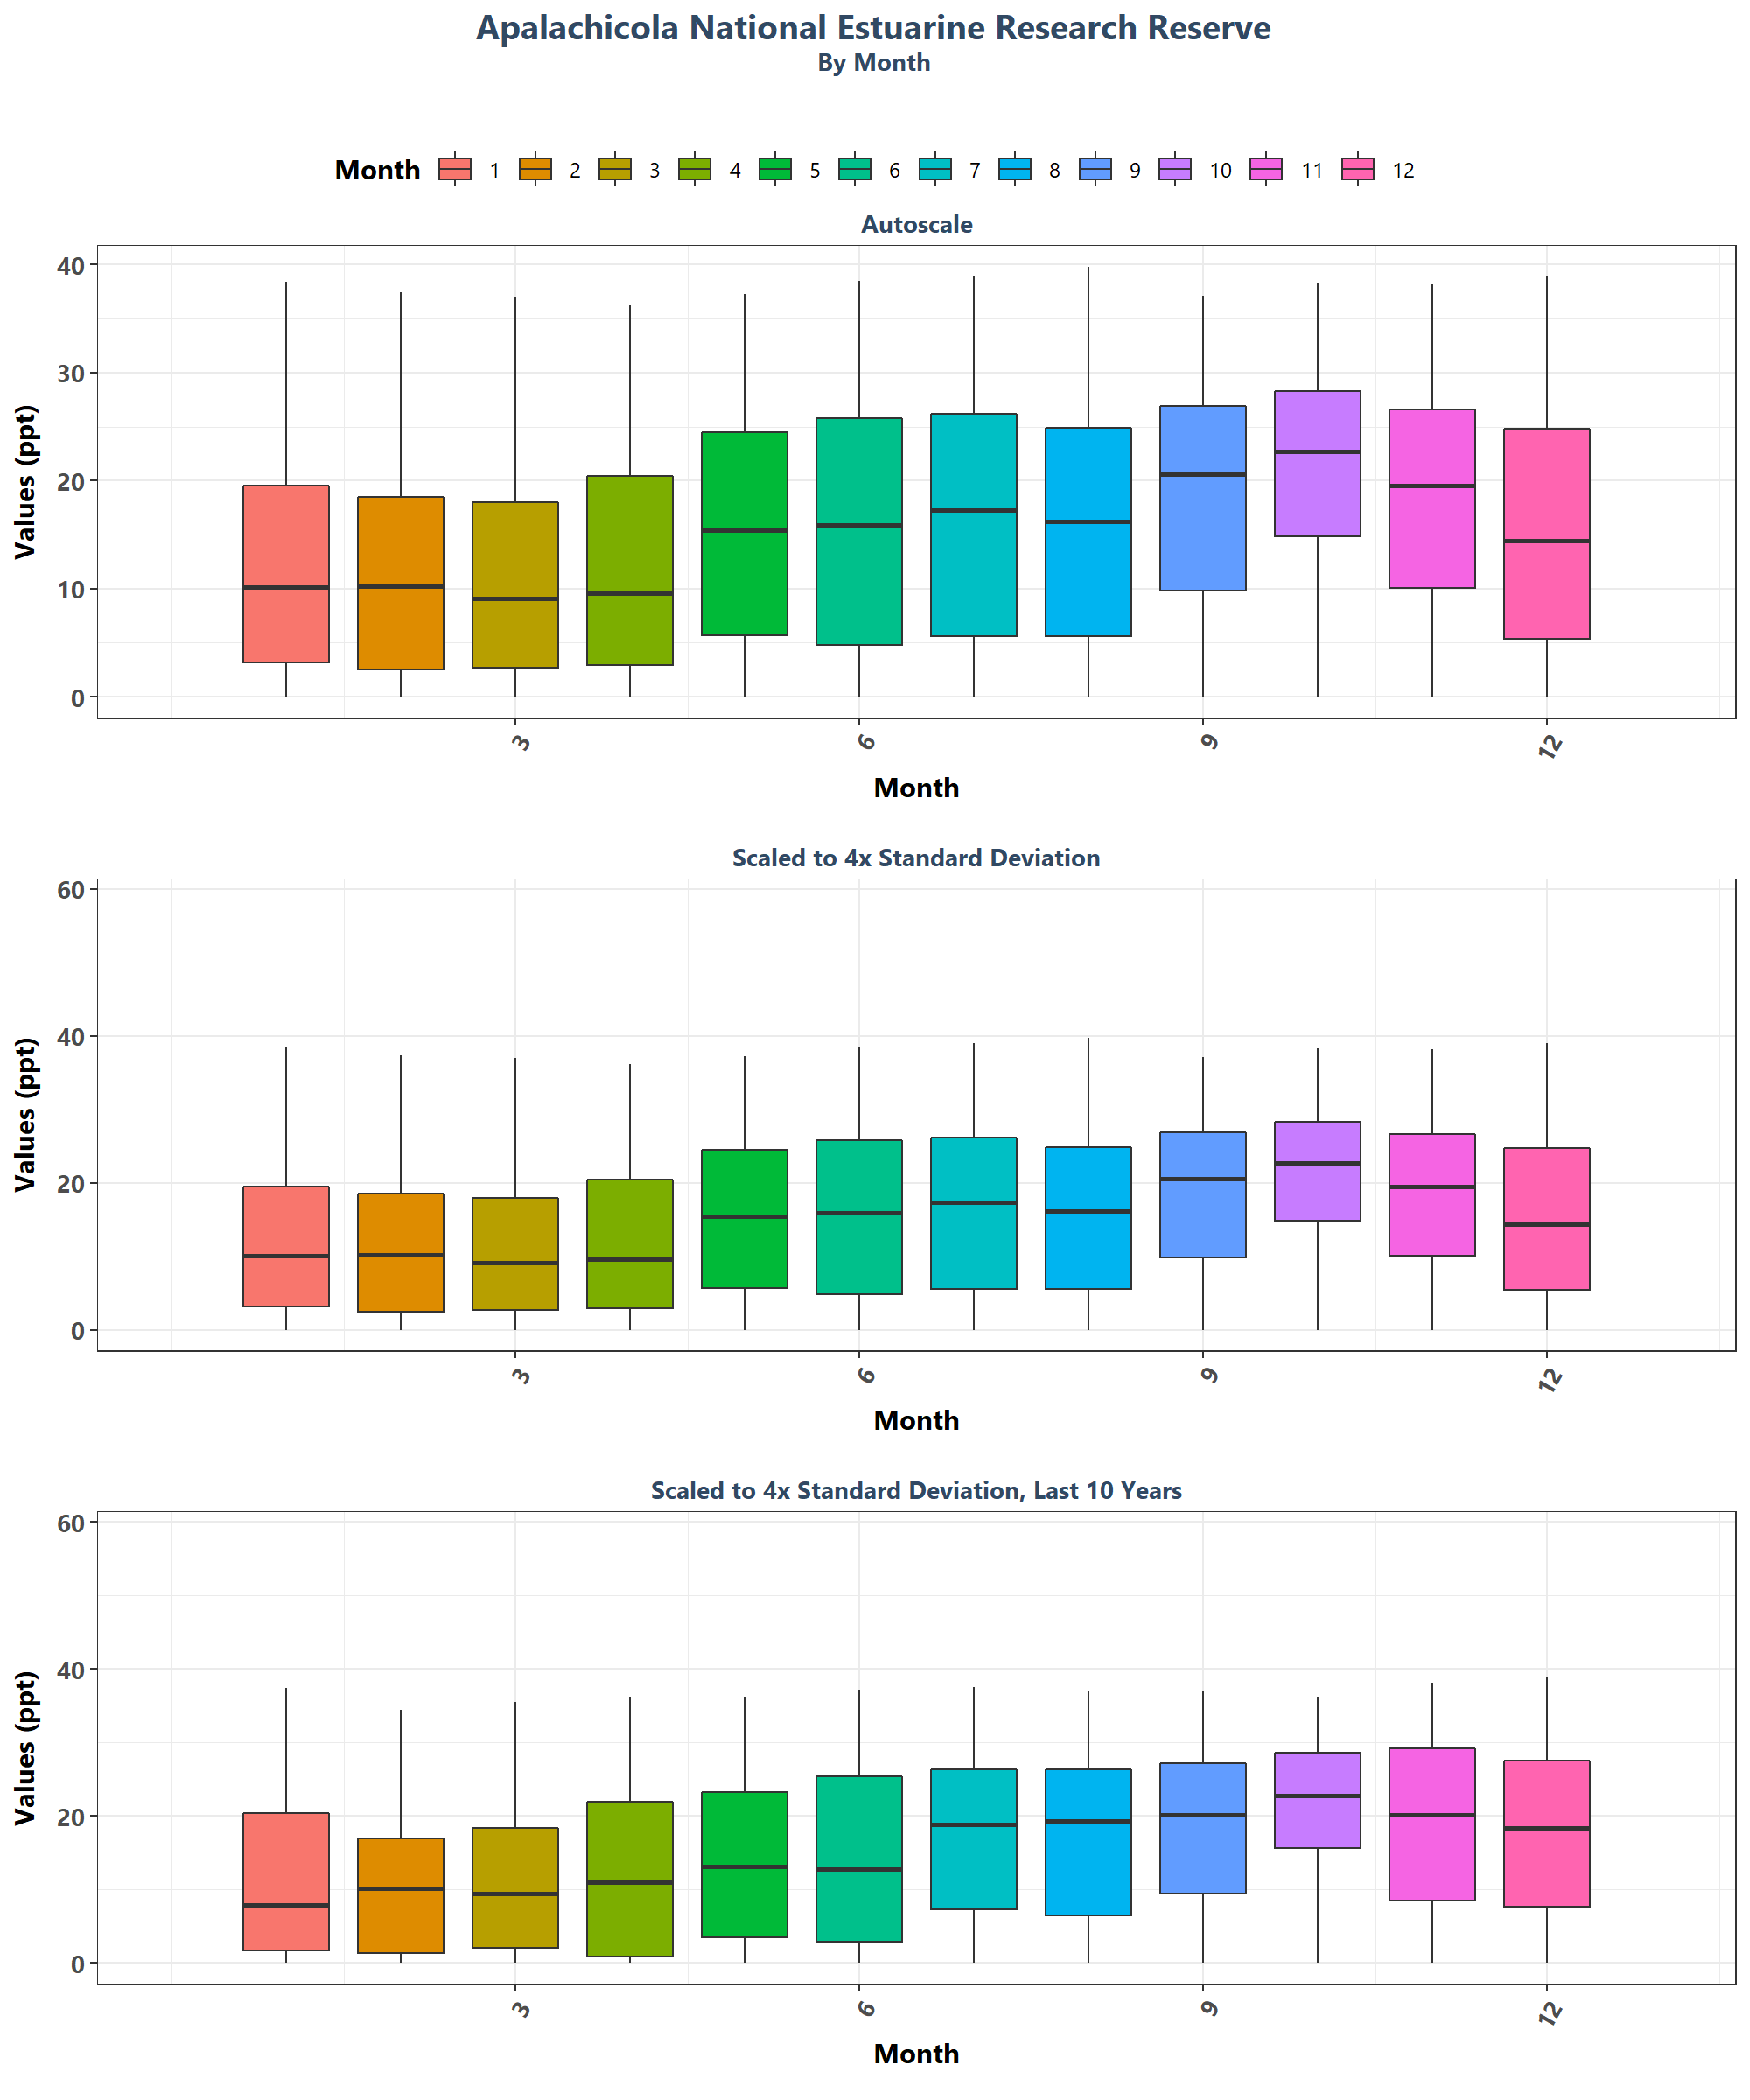 Apalachicola National Estuarine Research Reserve
By Month
Month 1 2 3 4 5 6 7 8 9 10 11 12
Autoscale
Values (ppt)
40
30
20
10
0
3 6 9 12
Month
Scaled to 4x Standard Deviation
Values (ppt)
60
40
20
0
3 6 9 12
Month
Scaled to 4x Standard Deviation, Last 10 Years
Values (ppt)
60
40
20
0
3 6 9 12
Month